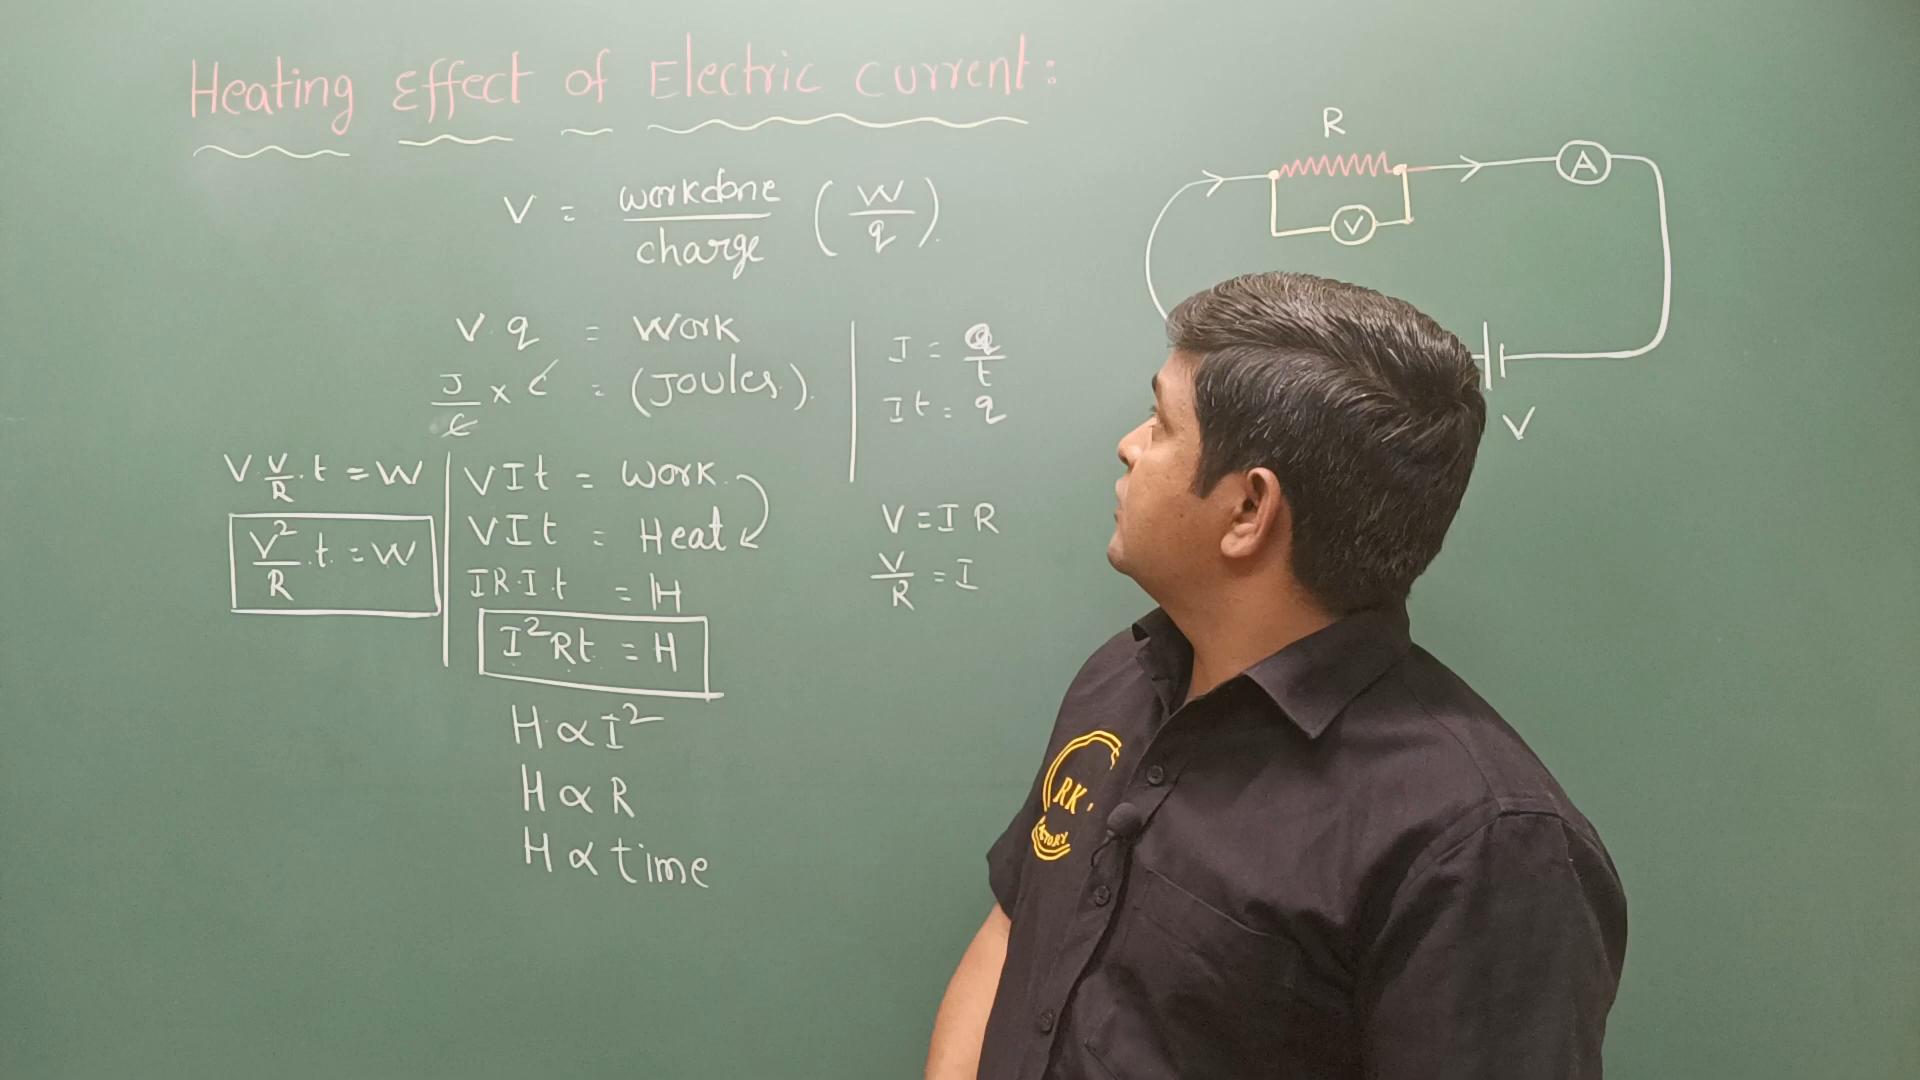 Heating Effect of Electric current:
V = workdone/charge (W/q).
V. q = Work
J/C x C = (Joules).
I = Q/t
It = q
V.V/R.t = W
V²/R.t = W
VIt = Work.
VIt = Heat
IR.I.t = H
I²Rt = H
H ∝ I²
H ∝ R
H ∝ time
V = I R
V/R = I
R
A
V
V
RK